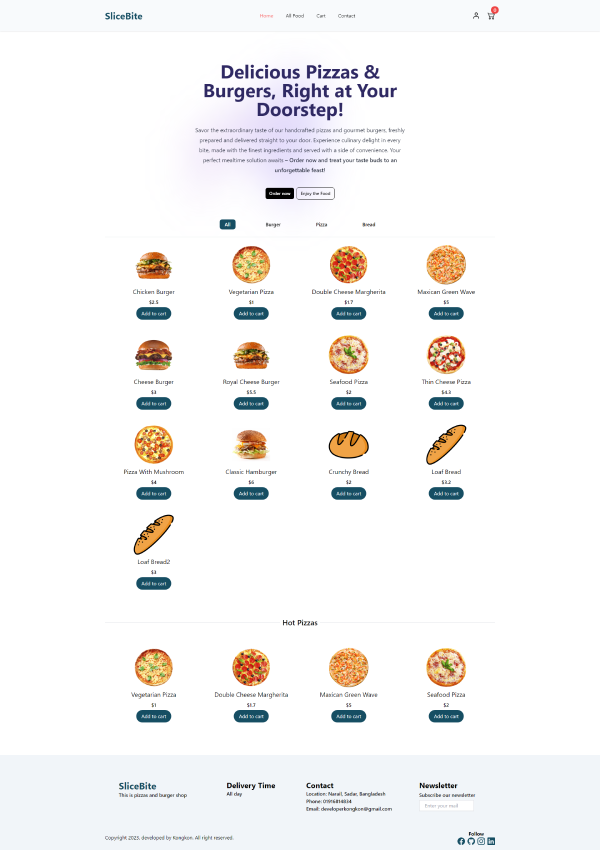 SliceBite
Home All Food Cart Contact
0
Delicious Pizzas &
Burgers, Right at Your
Doorstep!
Savor the extraordinary taste of our handcrafted pizzas and gourmet burgers, freshly
prepared and delivered straight to your door. Experience culinary delight in every
bite, made with the finest ingredients and served with a side of convenience. Your
perfect mealtime solution awaits – Order now and treat your taste buds to an
unforgettable feast!
Order now Enjoy the Food
All Burger Pizza Bread
Chicken Burger Vegetarian Pizza Double Cheese Margherita Maxican Green Wave
$2.5 $1 $1.7 $5
Add to cart Add to cart Add to cart Add to cart
Cheese Burger Royal Cheese Burger Seafood Pizza Thin Cheese Pizza
$3 $5.5 $2 $4.3
Add to cart Add to cart Add to cart Add to cart
Pizza With Mushroom Classic Hamburger Crunchy Bread Loaf Bread
$4 $6 $2 $3.2
Add to cart Add to cart Add to cart Add to cart
Loaf Bread2
$3
Add to cart
Hot Pizzas
Vegetarian Pizza Double Cheese Margherita Maxican Green Wave Seafood Pizza
$1 $1.7 $5 $2
Add to cart Add to cart Add to cart Add to cart
SliceBite Delivery Time Contact Newsletter
This is pizzas and burger shop All day Location: Narail, Sadar, Bangladesh Subscribe our newsletter
Phone: 01916814834 Enter your mail
Email: developerkongkon@gmail.com
Follow
Copyright 2023, developed by Kongkon. All right reserved.